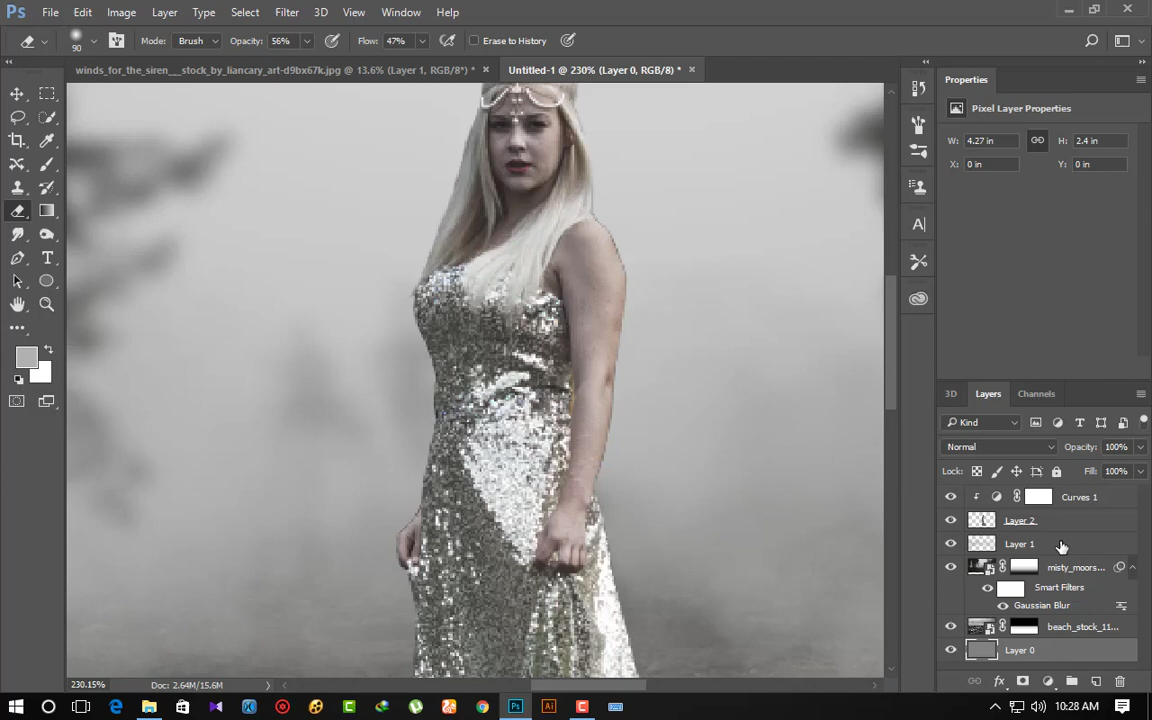 Ps File Edit Image Layer Type Select Filter 3D View Window Help
90 Mode: Brush Opacity: 56% Flow: 47% Erase to History
winds_for_the_siren___stock_by_liancary_art-d9bx67k.jpg @ 13.6% (Layer 1, RGB/8*) * × Untitled-1 @ 230% (Layer 0, RGB/8) * ×
Properties
Pixel Layer Properties
W: 4.27 in H: 2.4 in
X: 0 in Y: 0 in
3D Layers Channels
Kind
Normal Opacity: 100%
Lock: Fill: 100%
Curves 1
Layer 2
Layer 1
misty_moors...
Smart Filters
Gaussian Blur
beach_stock_11...
Layer 0
230.15% Doc: 2.64M/15.6M
10:28 AM